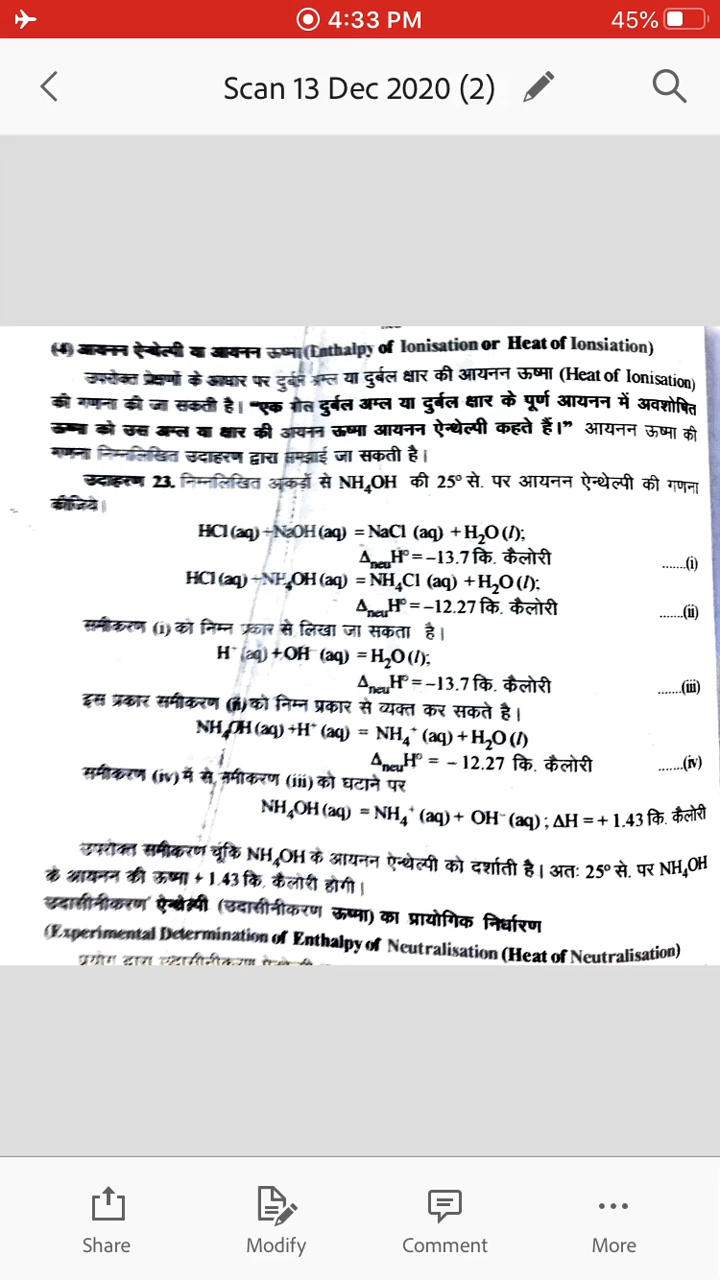 4:33 PM
45%
Scan 13 Dec 2020 (2)
(4) आयनन ऐन्थेल्पी या आयनन ऊष्मा (Enthalpy of Ionisation or Heat of Ionsiation)
उपरोक्त प्रेक्षणों के आधार पर दुर्बल अम्ल या दुर्बल क्षार की आयनन ऊष्मा (Heat of Ionisation)
की गणना की जा सकती है। "एक मोल दुर्बल अम्ल या दुर्बल क्षार के पूर्ण आयनन में अवशोषित
ऊष्मा को उस अम्ल या क्षार की आयनन ऊष्मा आयनन ऐन्थेल्पी कहते हैं।" आयनन ऊष्मा की
गणना निम्नलिखित उदाहरण द्वारा समझाई जा सकती है।
उदाहरण 23. निम्नलिखित आंकड़ों से NH₄OH की 25° से. पर आयनन ऐन्थेल्पी की गणना
कीजिये।
HCl (aq) +NaOH (aq) = NaCl (aq) + H₂O (l);
ΔneuH° = −13.7 कि. कैलोरी .......(i)
HCl (aq) +NH₄OH (aq) = NH₄Cl (aq) + H₂O (l);
ΔneuH° = −12.27 कि. कैलोरी .......(ii)
समीकरण (i) को निम्न प्रकार से लिखा जा सकता है।
H⁺ (aq) + OH⁻ (aq) = H₂O (l);
ΔneuH° = −13.7 कि. कैलोरी .......(iii)
इस प्रकार समीकरण (ii) को निम्न प्रकार से व्यक्त कर सकते है।
NH₄OH (aq) + H⁺ (aq) = NH₄⁺ (aq) + H₂O (l)
ΔneuH° = − 12.27 कि. कैलोरी .......(iv)
समीकरण (iv) में से समीकरण (iii) को घटाने पर
NH₄OH (aq) = NH₄⁺ (aq) + OH⁻ (aq) ; ΔH = + 1.43 कि. कैलोरी
उपरोक्त समीकरण चूंकि NH₄OH के आयनन ऐन्थेल्पी को दर्शाती है। अतः 25° से. पर NH₄OH
के आयनन की ऊष्मा + 1.43 कि. कैलोरी होगी।
उदासीनीकरण ऐन्थेल्पी (उदासीनीकरण ऊष्मा) का प्रायोगिक निर्धारण
(Experimental Determination of Enthalpy of Neutralisation (Heat of Neutralisation)
प्रयोग द्वारा उदासीनीकरण
Share
Modify
Comment
More